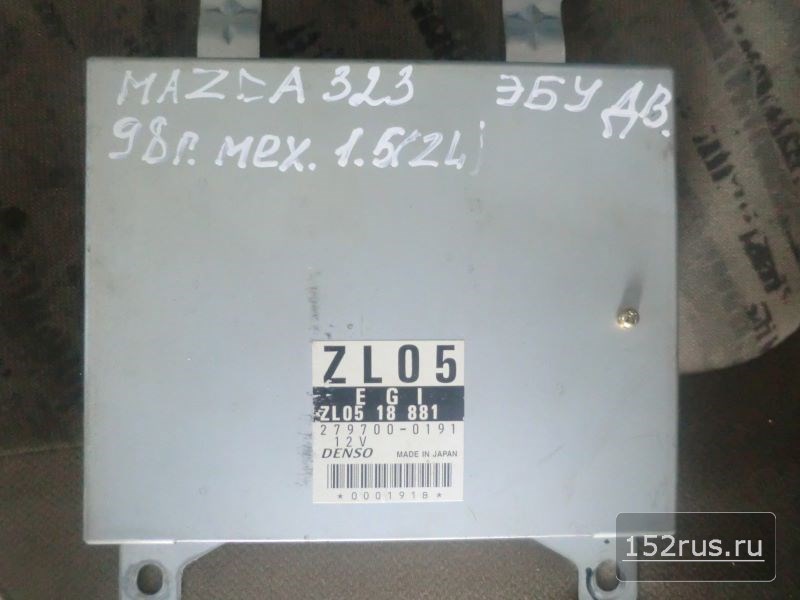 MAZDA 323 ЭБУ ДВ.
98г. мех. 1.5(24)
ZL05
EGI
ZL05 18 881
279700-0191
12V
DENSO MADE IN JAPAN
*0001918*
152rus.ru